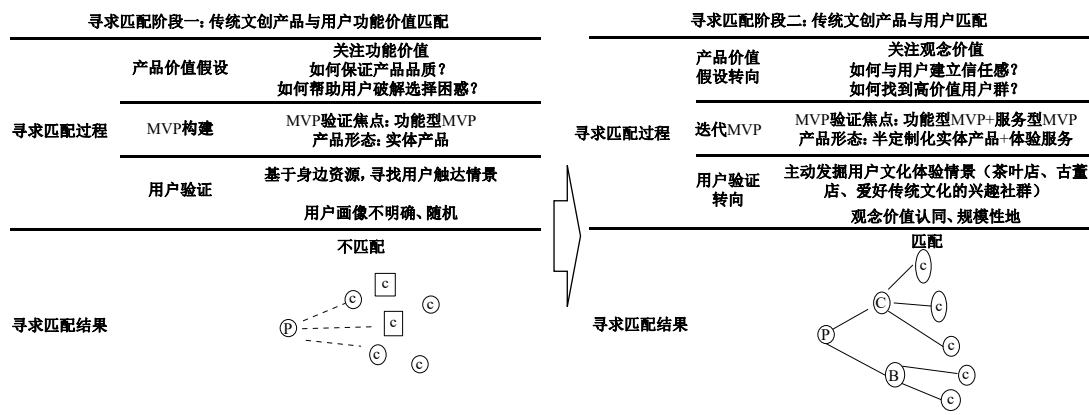 寻求匹配阶段一:传统文创产品与用户功能价值匹配
产品价值假设
关注功能价值
如何保证产品品质?
如何帮助用户破解选择困惑?
寻求匹配过程
MVP构建
MVP验证焦点:功能型MVP
产品形态:实体产品
用户验证
基于身边资源,寻找用户触达情景
用户画像不明确、随机
不匹配
寻求匹配结果
P
c
c
c
c
c
c
寻求匹配阶段二:传统文创产品与用户匹配
产品价值
假设转向
关注观念价值
如何与用户建立信任感?
如何找到高价值用户群?
寻求匹配过程
迭代MVP
MVP验证焦点:功能型MVP+服务型MVP
产品形态:半定制化实体产品+体验服务
用户验证
转向
主动发掘用户文化体验情景(茶叶店、古董
店、爱好传统文化的兴趣社群)
观念价值认同、规模性地
匹配
寻求匹配结果
P
C
B
c
c
c
c
c